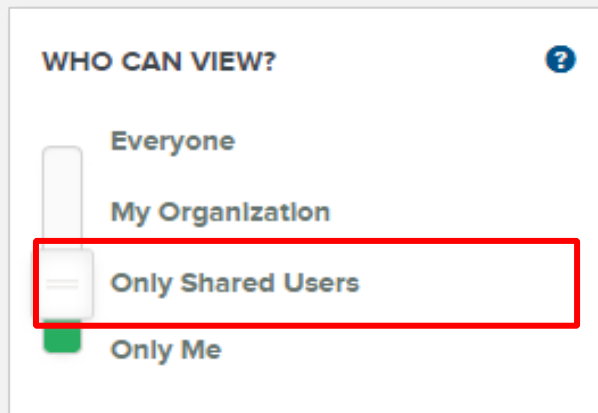 WHO CAN VIEW? ?
Everyone
My Organization
Only Shared Users
Only Me